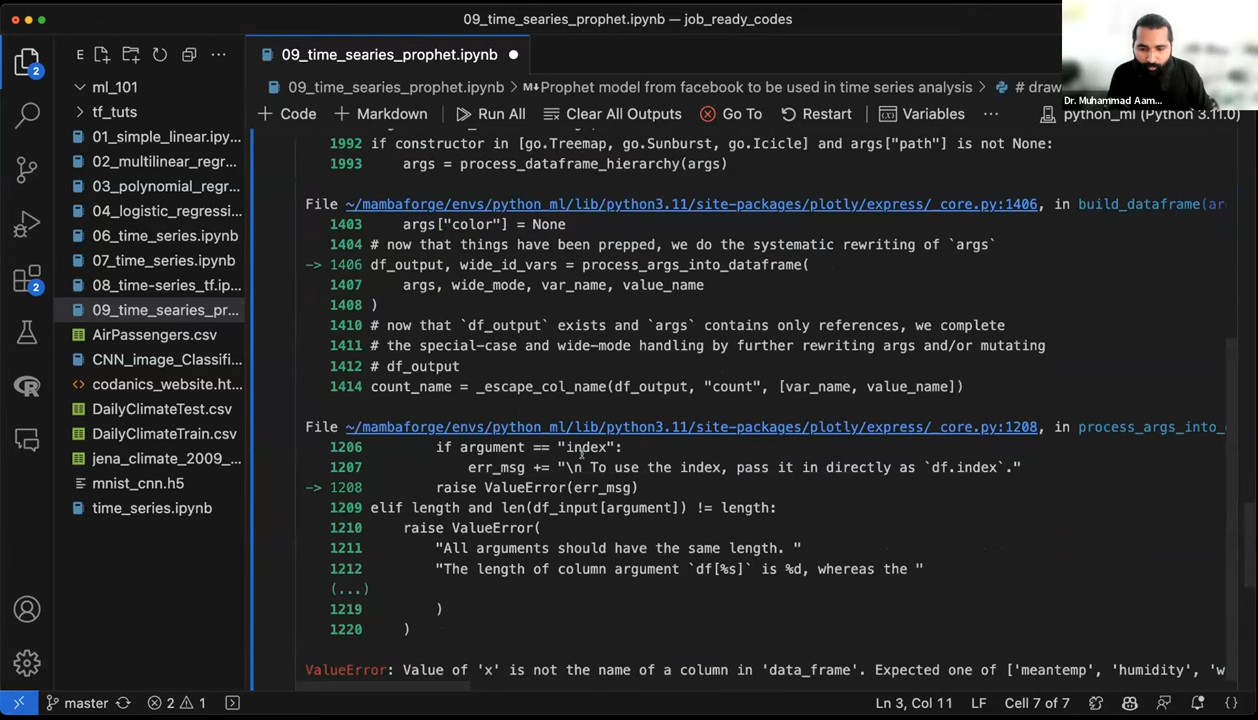 09_time_searies_prophet.ipynb — job_ready_codes
E
09_time_searies_prophet.ipynb
Dr. Muhammad Aam...
2
ml_101
09_time_searies_prophet.ipynb > Prophet model from facebook to be used in time series analysis > # draw
tf_tuts
+ Code + Markdown Run All Clear All Outputs Go To Restart Variables ... python_ml (Python 3.11.0)
01_simple_linear.ipy...
02_multilinear_regr...
03_polynomial_regr...
04_logistic_regressi...
06_time_series.ipynb
07_time_series.ipynb
08_time-series_tf.ip...
2
09_time_searies_pr...
AirPassengers.csv
CNN_image_Classifi...
codanics_website.ht...
DailyClimateTest.csv
DailyClimateTrain.csv
jena_climate_2009_...
mnist_cnn.h5
time_series.ipynb
1992 if constructor in [go.Treemap, go.Sunburst, go.Icicle] and args["path"] is not None:
1993 args = process_dataframe_hierarchy(args)
File ~/mambaforge/envs/python_ml/lib/python3.11/site-packages/plotly/express/_core.py:1406, in build_dataframe(ar
1403 args["color"] = None
1404 # now that things have been prepped, we do the systematic rewriting of `args`
-> 1406 df_output, wide_id_vars = process_args_into_dataframe(
1407 args, wide_mode, var_name, value_name
1408 )
1410 # now that `df_output` exists and `args` contains only references, we complete
1411 # the special-case and wide-mode handling by further rewriting args and/or mutating
1412 # df_output
1414 count_name = _escape_col_name(df_output, "count", [var_name, value_name])
File ~/mambaforge/envs/python_ml/lib/python3.11/site-packages/plotly/express/_core.py:1208, in process_args_into_
1206 if argument == "index":
1207 err_msg += "\n To use the index, pass it in directly as `df.index`."
-> 1208 raise ValueError(err_msg)
1209 elif length and len(df_input[argument]) != length:
1210 raise ValueError(
1211 "All arguments should have the same length. "
1212 "The length of column argument `df[%s]` is %d, whereas the "
(...)
1219 )
1220 )
ValueError: Value of 'x' is not the name of a column in 'data_frame'. Expected one of ['meantemp', 'humidity', 'w
master 2 1 Ln 3, Col 11 LF Cell 7 of 7